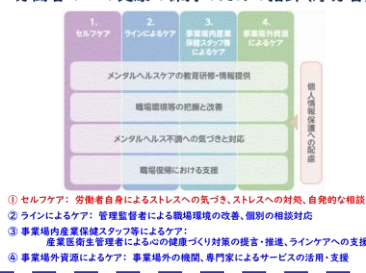 1.
セルフケア
2.
ラインによるケア
3.
事業場内産業
保健スタッフ等
によるケア
4.
事業場外資源
によるケア
メンタルヘルスケアの教育研修・情報提供
職場環境等の把握と改善
メンタルヘルス不調への気づきと対応
職場復帰における支援
個人情報保護への配慮
① セルフケア： 労働者自身によるストレスへの気づき、ストレスへの対処、自発的な相談
② ラインによるケア： 管理監督者による職場環境の改善、個別の相談対応
③ 事業場内産業保健スタッフ等によるケア：
産業医衛生管理者による心の健康づくり対策の提言・推進、ラインケアへの支援
④ 事業場外資源によるケア： 事業場外の機関、専門家によるサービスの活用・支援